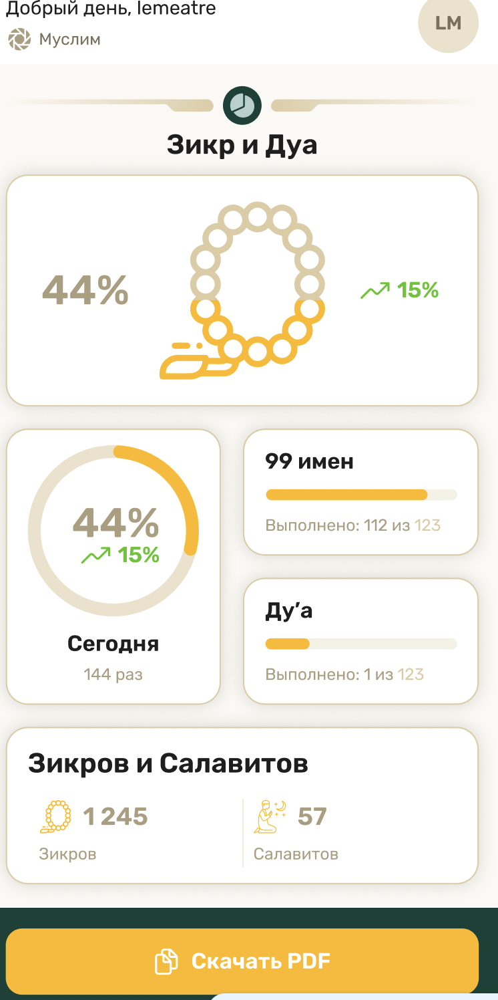 Добрый день, lemeatre
Муслим
LM
Зикр и Дуа
44%
15%
44%
15%
Сегодня
144 раз
99 имен
Выполнено: 112 из 123
Ду’а
Выполнено: 1 из 123
Зикров и Салавитов
1 245
Зикров
57
Салавитов
Скачать PDF